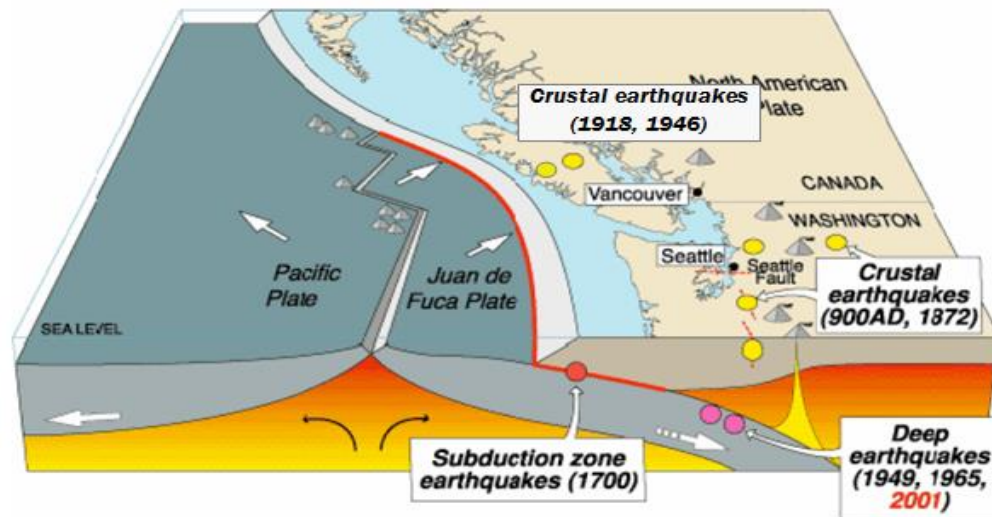 North American
Plate
Crustal earthquakes
(1918, 1946)
Vancouver
CANADA
WASHINGTON
Seattle
Seattle
Fault
Pacific
Plate
Juan de
Fuca Plate
Crustal
earthquakes
(900AD, 1872)
SEA LEVEL
Subduction zone
earthquakes (1700)
Deep
earthquakes
(1949, 1965,
2001)